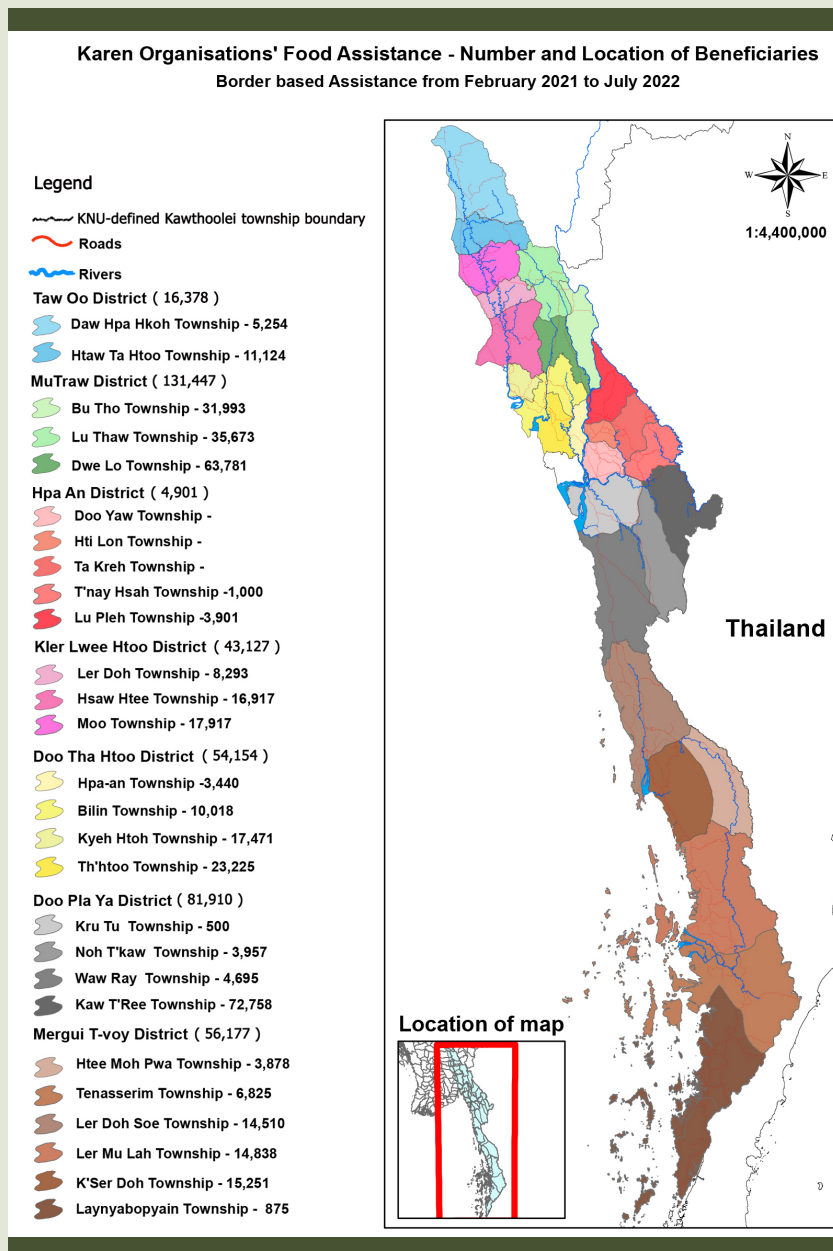 Karen Organisations' Food Assistance - Number and Location of Beneficiaries
Border based Assistance from February 2021 to July 2022
N
W
E
S
1:4,400,000
Legend
KNU-defined Kawthoolei township boundary
Roads
Rivers
Taw Oo District ( 16,378 )
Daw Hpa Hkoh Township - 5,254
Htaw Ta Htoo Township - 11,124
MuTraw District ( 131,447 )
Bu Tho Township - 31,993
Lu Thaw Township - 35,673
Dwe Lo Township - 63,781
Hpa An District ( 4,901 )
Doo Yaw Township -
Hti Lon Township -
Ta Kreh Township -
T'nay Hsah Township -1,000
Lu Pleh Township -3,901
Kler Lwee Htoo District ( 43,127 )
Ler Doh Township - 8,293
Hsaw Htee Township - 16,917
Moo Township - 17,917
Doo Tha Htoo District ( 54,154 )
Hpa-an Township -3,440
Bilin Township - 10,018
Kyeh Htoh Township - 17,471
Th'htoo Township - 23,225
Doo Pla Ya District ( 81,910 )
Kru Tu Township - 500
Noh T'kaw Township - 3,957
Waw Ray Township - 4,695
Kaw T'Ree Township - 72,758
Mergui T-voy District ( 56,177 )
Htee Moh Pwa Township - 3,878
Tenasserim Township - 6,825
Ler Doh Soe Township - 14,510
Ler Mu Lah Township - 14,838
K'Ser Doh Township - 15,251
Laynyabopyain Township - 875
Thailand
Location of map